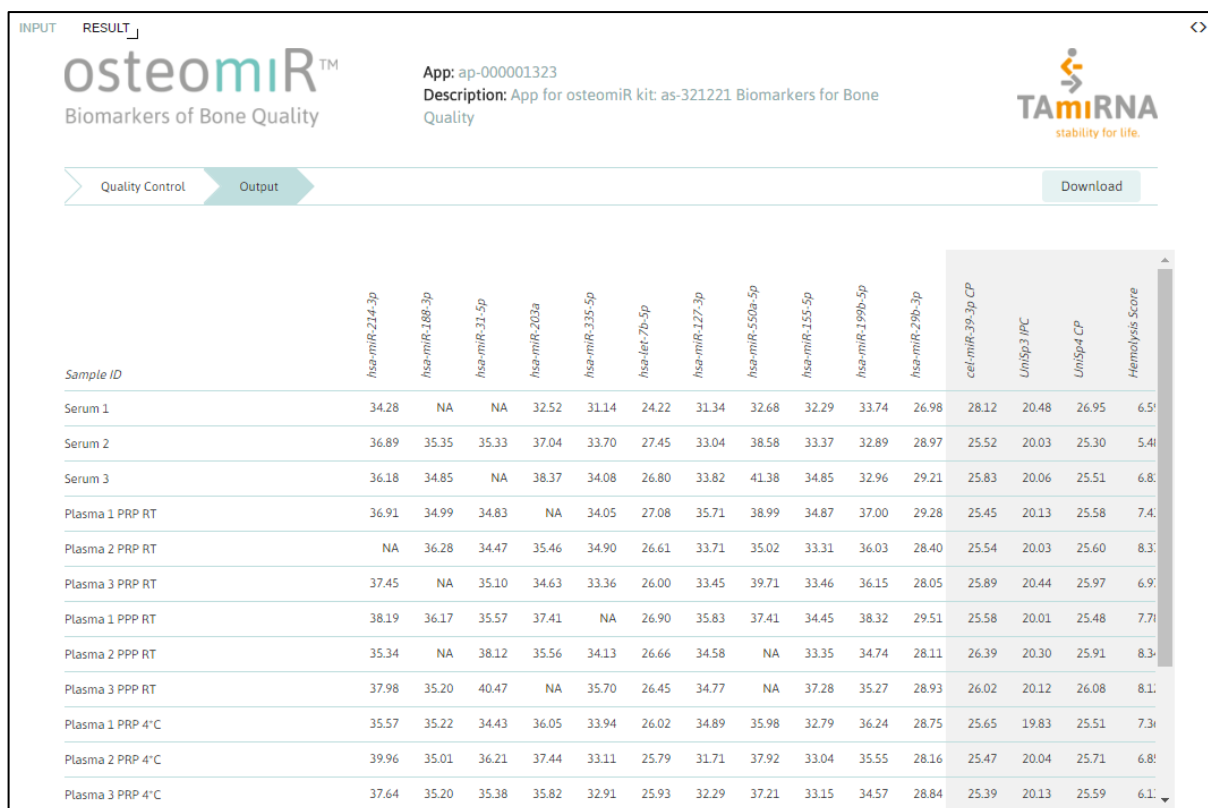 INPUT RESULT
osteomiR™
Biomarkers of Bone Quality
App: ap-000001323
Description: App for osteomiR kit: as-321221 Biomarkers for Bone
Quality
TAmiRNA
stability for life.
Quality Control Output Download
Sample ID hsa-miR-214-3p hsa-miR-188-3p hsa-miR-31-5p hsa-miR-203a hsa-miR-335-5p hsa-let-7b-5p hsa-miR-127-3p hsa-miR-550a-5p hsa-miR-155-5p hsa-miR-199b-5p hsa-miR-29b-3p cel-miR-39-3p CP UniSp3 IPC UniSp4 CP Hemolysis Score
Serum 1 34.28 NA NA 32.52 31.14 24.22 31.34 32.68 32.29 33.74 26.98 28.12 20.48 26.95
Serum 2 36.89 35.35 35.33 37.04 33.70 27.45 33.04 38.58 33.37 32.89 28.97 25.52 20.03 25.30
Serum 3 36.18 34.85 NA 38.37 34.08 26.80 33.82 41.38 34.85 32.96 29.21 25.83 20.06 25.51
Plasma 1 PRP RT 36.91 34.99 34.83 NA 34.05 27.08 35.71 38.99 34.87 37.00 29.28 25.45 20.13 25.58
Plasma 2 PRP RT NA 36.28 34.47 35.46 34.90 26.61 33.71 35.02 33.31 36.03 28.40 25.54 20.03 25.60
Plasma 3 PRP RT 37.45 NA 35.10 34.63 33.36 26.00 33.45 39.71 33.46 36.15 28.05 25.89 20.44 25.97
Plasma 1 PPP RT 38.19 36.17 35.57 37.41 NA 26.90 35.83 37.41 34.45 38.32 29.51 25.58 20.01 25.48
Plasma 2 PPP RT 35.34 NA 38.12 35.56 34.13 26.66 34.58 NA 33.35 34.74 28.11 26.39 20.30 25.91
Plasma 3 PPP RT 37.98 35.20 40.47 NA 35.70 26.45 34.77 NA 37.28 35.27 28.93 26.02 20.12 26.08
Plasma 1 PRP 4°C 35.57 35.22 34.43 36.05 33.94 26.02 34.89 35.98 32.79 36.24 28.75 25.65 19.83 25.51
Plasma 2 PRP 4°C 39.96 35.01 36.21 37.44 33.11 25.79 31.71 37.92 33.04 35.55 28.16 25.47 20.04 25.71
Plasma 3 PRP 4°C 37.64 35.20 35.38 35.82 32.91 25.93 32.29 37.21 33.15 34.57 28.84 25.39 20.13 25.59